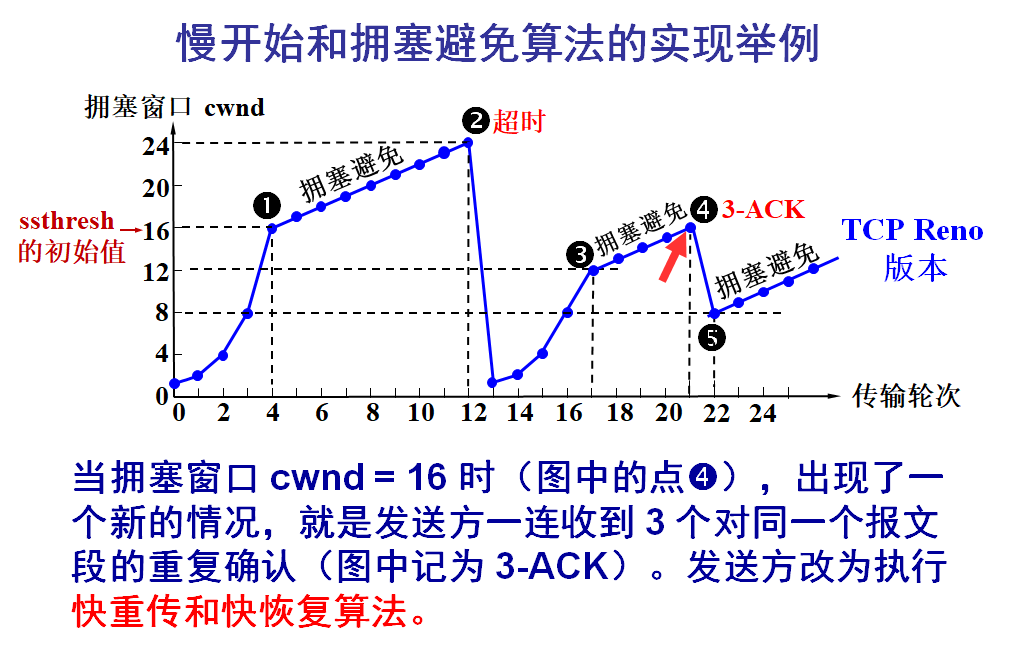 慢开始和拥塞避免算法的实现举例
拥塞窗口 cwnd
❷超时
24
拥塞避免
20
❶
❹ 3-ACK
ssthresh
的初始值
16
拥塞避免
TCP Reno
版本
❸
12
拥塞避免
8
❺
4
0
0 2 4 6 8 10 12 14 16 18 20 22 24
传输轮次
当拥塞窗口 cwnd = 16 时（图中的点❹），出现了一
个新的情况，就是发送方一连收到 3 个对同一个报文
段的重复确认（图中记为 3-ACK）。发送方改为执行
快重传和快恢复算法。